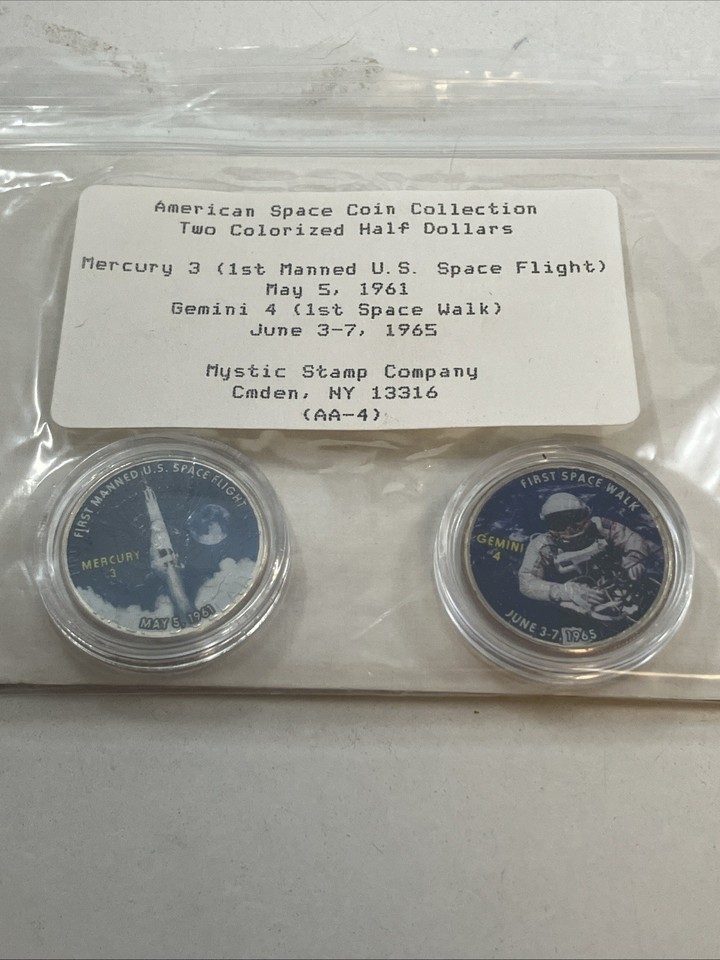 American Space Coin Collection
Two Colorized Half Dollars
Mercury 3 (1st Manned U.S. Space Flight)
May 5, 1961
Gemini 4 (1st Space Walk)
June 3-7, 1965
Mystic Stamp Company
Cmden, NY 13316
(AA-4)
FIRST MANNED U.S. SPACE FLIGHT
MERCURY
3
MAY 5, 1961
FIRST SPACE WALK
GEMINI
4
JUNE 3-7, 1965